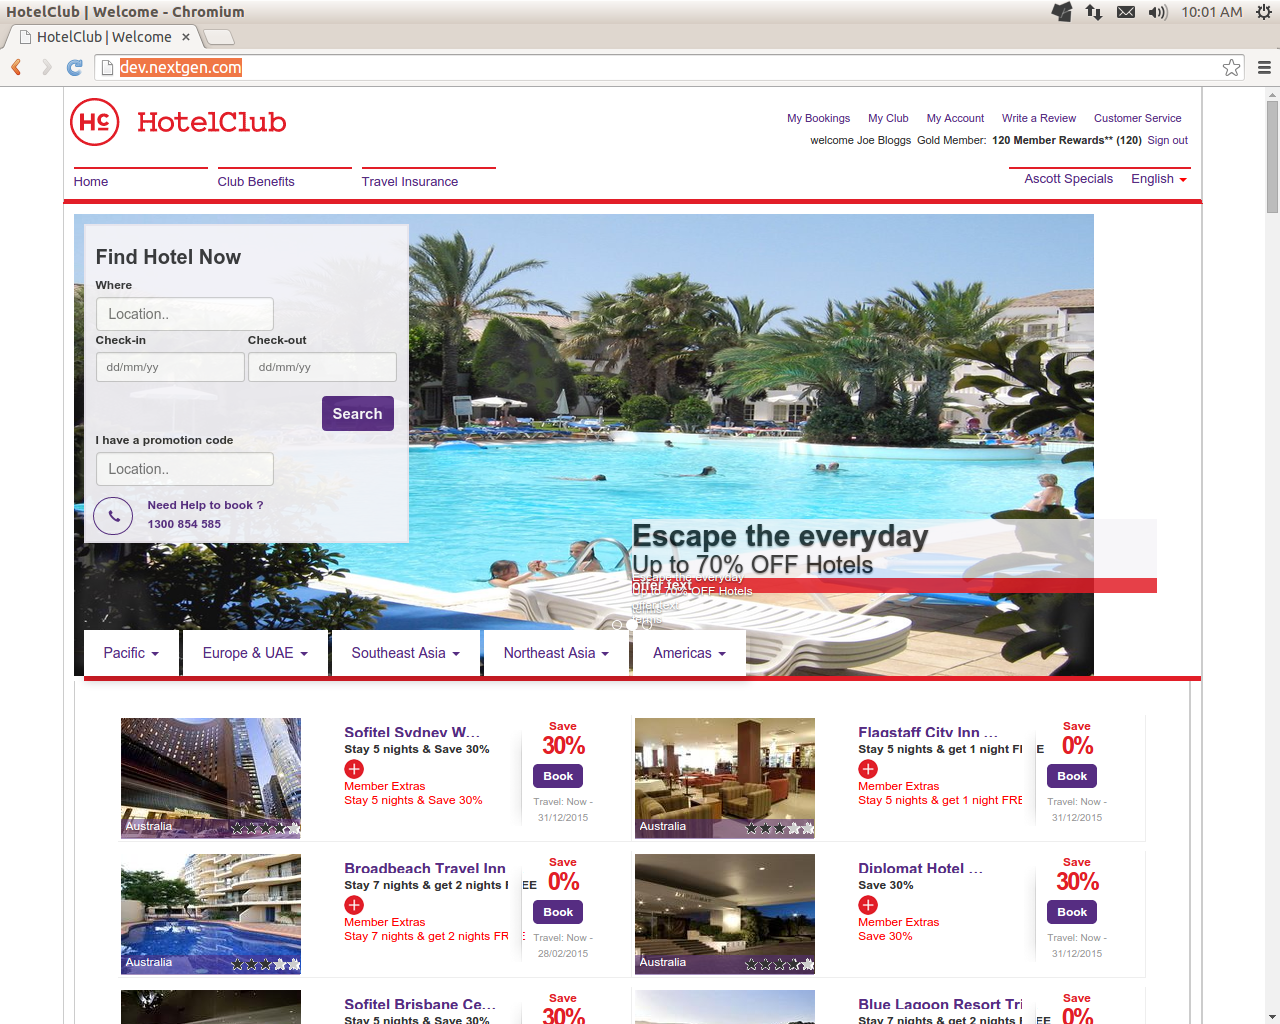 HotelClub | Welcome - Chromium
10:01 AM
HotelClub | Welcome
dev.nextgen.com
HC HotelClub
My Bookings My Club My Account Write a Review Customer Service
welcome Joe Bloggs Gold Member: 120 Member Rewards** (120) Sign out
Home Club Benefits Travel Insurance
Ascott Specials English
Find Hotel Now
Where
Location..
Check-in Check-out
dd/mm/yy dd/mm/yy
Search
I have a promotion code
Location..
Need Help to book ?
1300 854 585
Escape the everyday
Up to 70% OFF Hotels
Escape the everyday
offer text
Up to 70% OFF Hotels
offer text
terms
Pacific Europe & UAE Southeast Asia Northeast Asia Americas
Sofitel Sydney W...
Stay 5 nights & Save 30%
Member Extras
Stay 5 nights & Save 30%
Australia
Save
30%
Book
Travel: Now -
31/12/2015
Flagstaff City Inn ...
Stay 5 nights & get 1 night FREE
Member Extras
Stay 5 nights & get 1 night FRE
Australia
Save
0%
Book
Travel: Now -
31/12/2015
Broadbeach Travel Inn
Stay 7 nights & get 2 nights FREE
Member Extras
Stay 7 nights & get 2 nights FRE
Australia
Save
0%
Book
Travel: Now -
28/02/2015
Diplomat Hotel ...
Save 30%
Member Extras
Save 30%
Australia
Save
30%
Book
Travel: Now -
31/12/2015
Sofitel Brisbane Ce...
Stay 5 nights & Save 30%
Save
30%
Blue Lagoon Resort Tri
Stay 7 nights & get 2 nights FREE
Save
0%